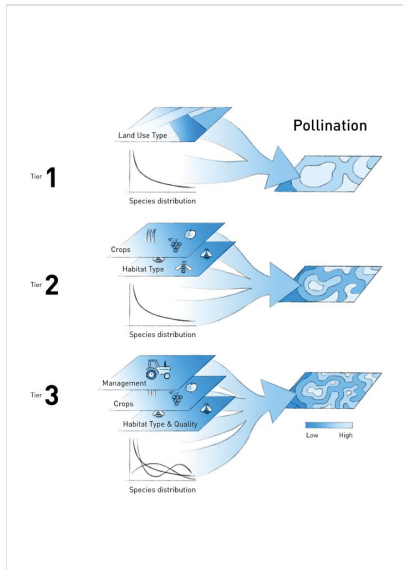 Land Use Type
Pollination
Tier 1
Species distribution
Crops
Habitat Type
Tier 2
Species distribution
Management
Tier 3
Crops
Habitat Type & Quality
Low High
Species distribution